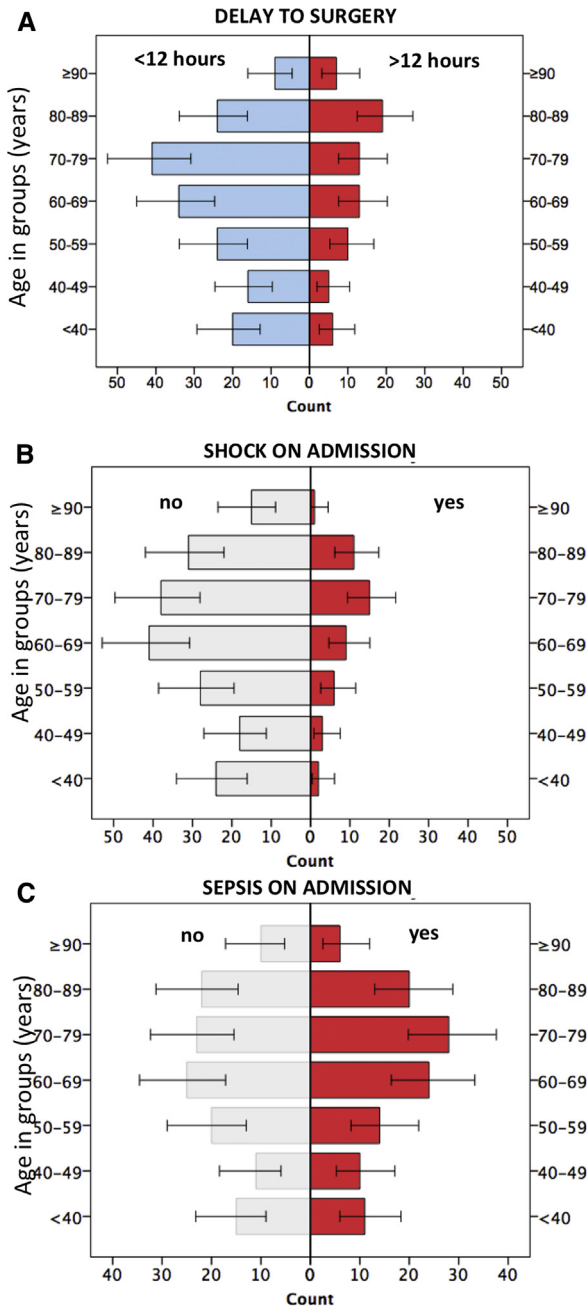 A
DELAY TO SURGERY
<12 hours
>12 hours
Age in groups (years)
≥90 ≥90
80-89 80-89
70-79 70-79
60-69 60-69
50-59 50-59
40-49 40-49
<40 <40
50 40 30 20 10 0 10 20 30 40 50
Count
B
SHOCK ON ADMISSION
no
yes
Age in groups (years)
≥90 ≥90
80–89 80–89
70–79 70–79
60–69 60–69
50–59 50–59
40–49 40–49
<40 <40
50 40 30 20 10 0 10 20 30 40 50
Count
C
SEPSIS ON ADMISSION
no
yes
Age in groups (years)
≥90 ≥90
80–89 80–89
70–79 70–79
60–69 60–69
50–59 50–59
40–49 40–49
<40 <40
40 30 20 10 0 10 20 30 40
Count